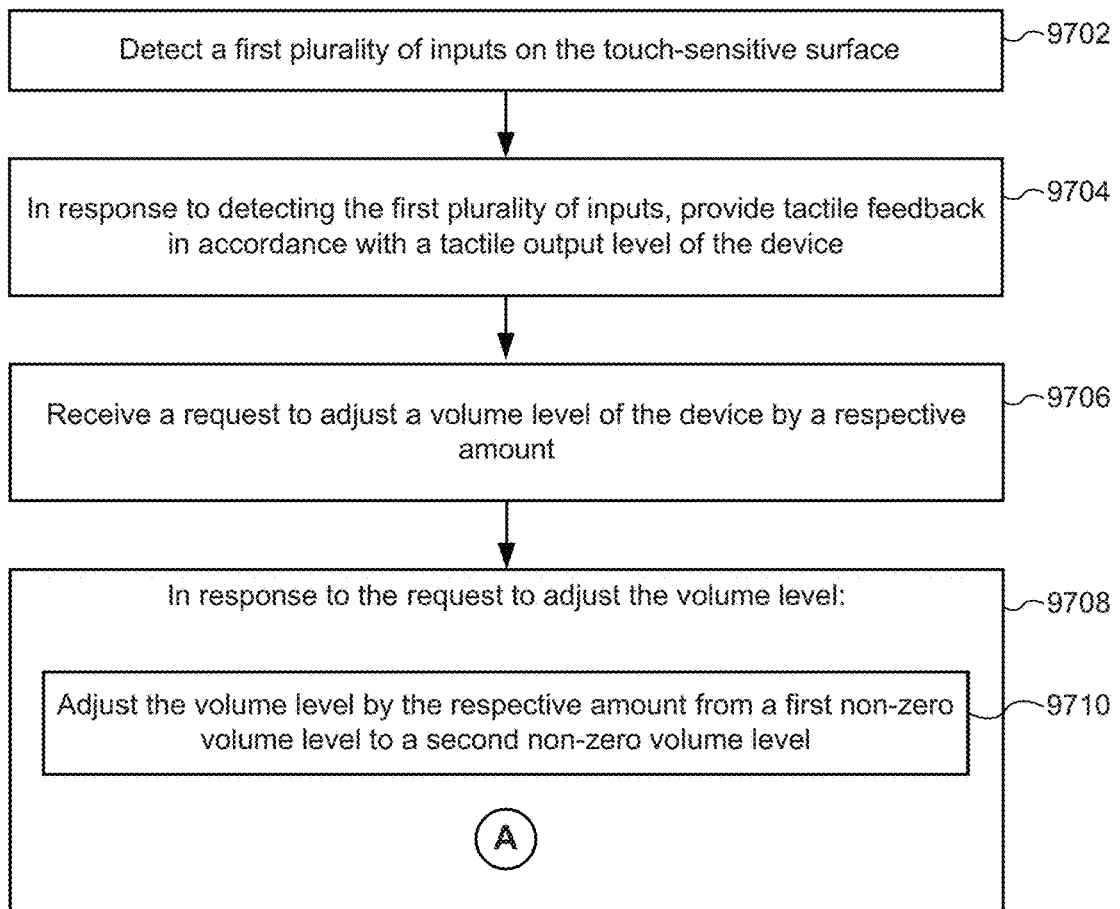 Detect a first plurality of inputs on the touch-sensitive surface
9702
In response to detecting the first plurality of inputs, provide tactile feedback
in accordance with a tactile output level of the device
9704
Receive a request to adjust a volume level of the device by a respective
amount
9706
In response to the request to adjust the volume level:
9708
Adjust the volume level by the respective amount from a first non-zero
volume level to a second non-zero volume level
9710
A